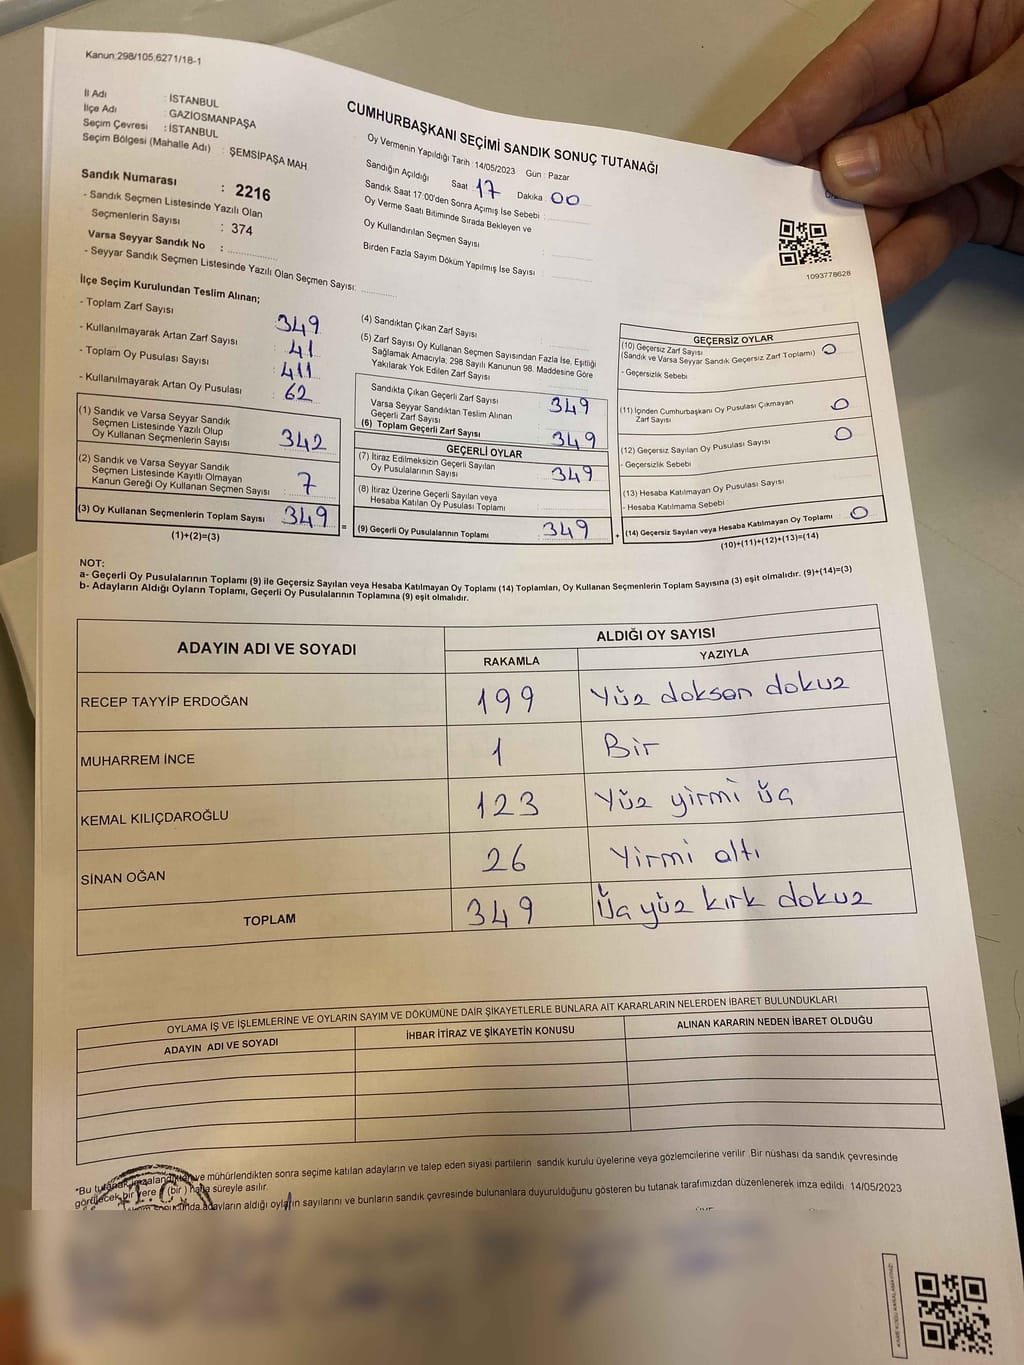 Kanun:298/105,6271/18-1
İl Adı : İSTANBUL
İlçe Adı : GAZİOSMANPAŞA
Seçim Çevresi : İSTANBUL
Seçim Bölgesi (Mahalle Adı) : ŞEMSİPAŞA MAH
Sandık Numarası : 2216
- Sandık Seçmen Listesinde Yazılı Olan
Seçmenlerin Sayısı : 374
Varsa Seyyar Sandık No :
- Seyyar Sandık Seçmen Listesinde Yazılı Olan Seçmen Sayısı:
CUMHURBAŞKANI SEÇİMİ SANDIK SONUÇ TUTANAĞI
Oy Vermenin Yapıldığı Tarih : 14/05/2023 Gün : Pazar
Sandığın Açıldığı Saat 17 Dakika 00
Sandık Saat 17:00'den Sonra Açımış İse Sebebi :
Oy Verme Saati Bitiminde Sırada Bekleyen ve
Oy Kullandırılan Seçmen Sayısı
Birden Fazla Sayım Döküm Yapılmış İse Sayısı
1093778628
İlçe Seçim Kurulundan Teslim Alınan;
- Toplam Zarf Sayısı 349
- Kullanılmayarak Artan Zarf Sayısı 41
- Toplam Oy Pusulası Sayısı 411
- Kullanılmayarak Artan Oy Pusulası 62
(1) Sandık ve Varsa Seyyar Sandık
Seçmen Listesinde Yazılı Olup
Oy Kullanan Seçmenlerin Sayısı 342
(2) Sandık ve Varsa Seyyar Sandık
Seçmen Listesinde Kayıtlı Olmayan
Kanun Gereği Oy Kullanan Seçmen Sayısı 7
(3) Oy Kullanan Seçmenlerin Toplam Sayısı 349
(1)+(2)=(3)
=
(4) Sandıktan Çıkan Zarf Sayısı
(5) Zarf Sayısı Oy Kullanan Seçmen Sayısından Fazla İse, Eşitliği
Sağlamak Amacıyla; 298 Sayılı Kanunun 98. Maddesine Göre
Yakılarak Yok Edilen Zarf Sayısı
Sandıkta Çıkan Geçerli Zarf Sayısı 349
Varsa Seyyar Sandıktan Teslim Alınan
Geçerli Zarf Sayısı
(6) Toplam Geçerli Zarf Sayısı 349
GEÇERLİ OYLAR
(7) İtiraz Edilmeksizin Geçerli Sayılan
Oy Pusulalarının Sayısı 349
(8) İtiraz Üzerine Geçerli Sayılan veya
Hesaba Katılan Oy Pusulası Toplamı
(9) Geçerli Oy Pusulalarının Toplamı 349
+
GEÇERSİZ OYLAR
(10) Geçersiz Zarf Sayısı 0
(Sandık ve Varsa Seyyar Sandık Geçersiz Zarf Toplamı)
- Geçersizlik Sebebi
(11) İçinden Cumhurbaşkanı Oy Pusulası Çıkmayan 0
Zarf Sayısı
(12) Geçersiz Sayılan Oy Pusulası Sayısı 0
- Geçersizlik Sebebi
(13) Hesaba Katılmayan Oy Pusulası Sayısı
- Hesaba Katılmama Sebebi
(14) Geçersiz Sayılan veya Hesaba Katılmayan Oy Toplamı 0
(10)+(11)+(12)+(13)=(14)
NOT:
a- Geçerli Oy Pusulalarının Toplamı (9) ile Geçersiz Sayılan veya Hesaba Katılmayan Oy Toplamı (14) Toplamları, Oy Kullanan Seçmenlerin Toplam Sayısına (3) eşit olmalıdır. (9)+(14)=(3)
b- Adayların Aldığı Oyların Toplamı, Geçerli Oy Pusulalarının Toplamına (9) eşit olmalıdır.
ADAYIN ADI VE SOYADI
ALDIĞI OY SAYISI
RAKAMLA YAZIYLA
RECEP TAYYİP ERDOĞAN 199 Yüz doksan dokuz
MUHARREM İNCE 1 Bir
KEMAL KILIÇDAROĞLU 123 Yüz yirmi üç
SİNAN OĞAN 26 Yirmi altı
TOPLAM 349 Üç yüz kırk dokuz
OYLAMA İŞ VE İŞLEMLERİNE VE OYLARIN SAYIM VE DÖKÜMÜNE DAİR ŞİKAYETLERLE BUNLARA AİT KARARLARIN NELERDEN İBARET BULUNDUKLARI
ADAYIN ADI VE SOYADI İHBAR İTİRAZ VE ŞİKAYETİN KONUSU ALINAN KARARIN NEDEN İBARET OLDUĞU
*Bu tutanak imzalandıktan ve mühürlendikten sonra seçime katılan adayların ve talep eden siyasi partilerin sandık kurulu üyelerine veya gözlemcilerine verilir. Bir nüshası da sandık çevresinde
görülecek bir yere 1 (bir) hafta süreyle asılır.
adayların aldığı oyların sayılarını ve bunların sandık çevresinde bulunanlara duyurulduğunu gösteren bu tutanak tarafımızdan düzenlenerek imza edildi. 14/05/2023
T.C.